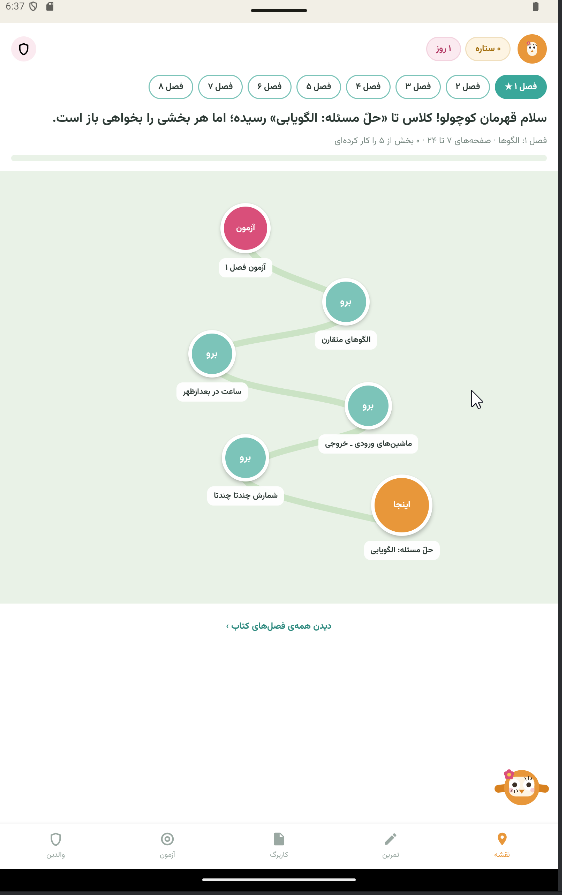 6:37
۰ ستاره
۱ روز
فصل ۱ ★
فصل ۲
فصل ۳
فصل ۴
فصل ۵
فصل ۶
فصل ۷
فصل ۸
سلام قهرمان کوچولو! کلاس تا «حلّ مسئله: الگویابی» رسیده؛ اما هر بخشی را بخواهی باز است.
فصل ۱: الگوها · صفحه‌های ۷ تا ۲۴ · ۰ بخش از ۵ را کار کرده‌ای
آزمون
آزمون فصل ۱
برو
الگوهای متقارن
برو
ساعت در بعدازظهر
برو
ماشین‌های ورودی ـ خروجی
برو
شمارش چندتا چندتا
اینجا
حلّ مسئله: الگویابی
دیدن همه‌ی فصل‌های کتاب ›
نقشه
تمرین
کاربرگ
آزمون
والدین